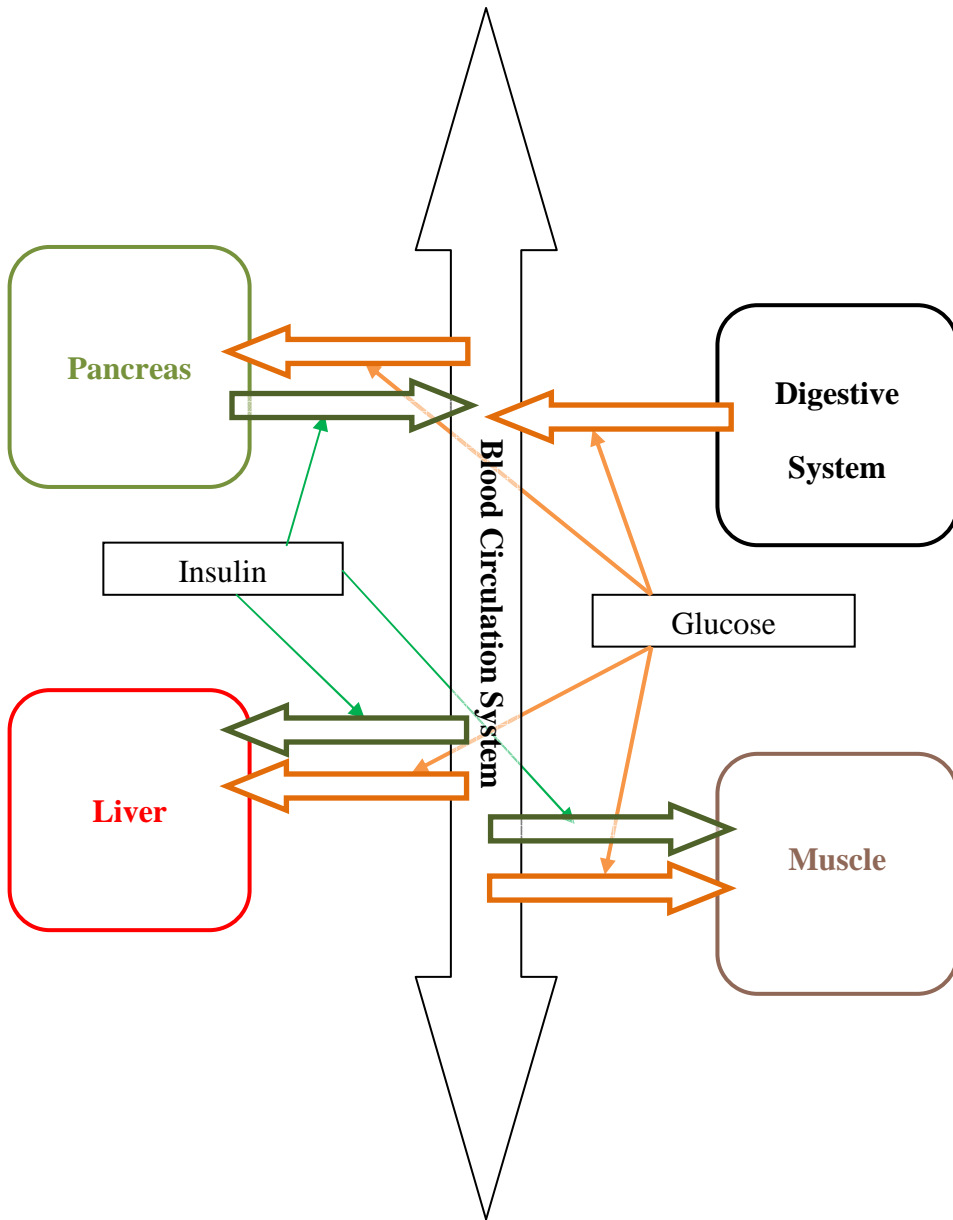 Pancreas
Digestive
System
Blood Circulation System
Insulin
Glucose
Liver
Muscle